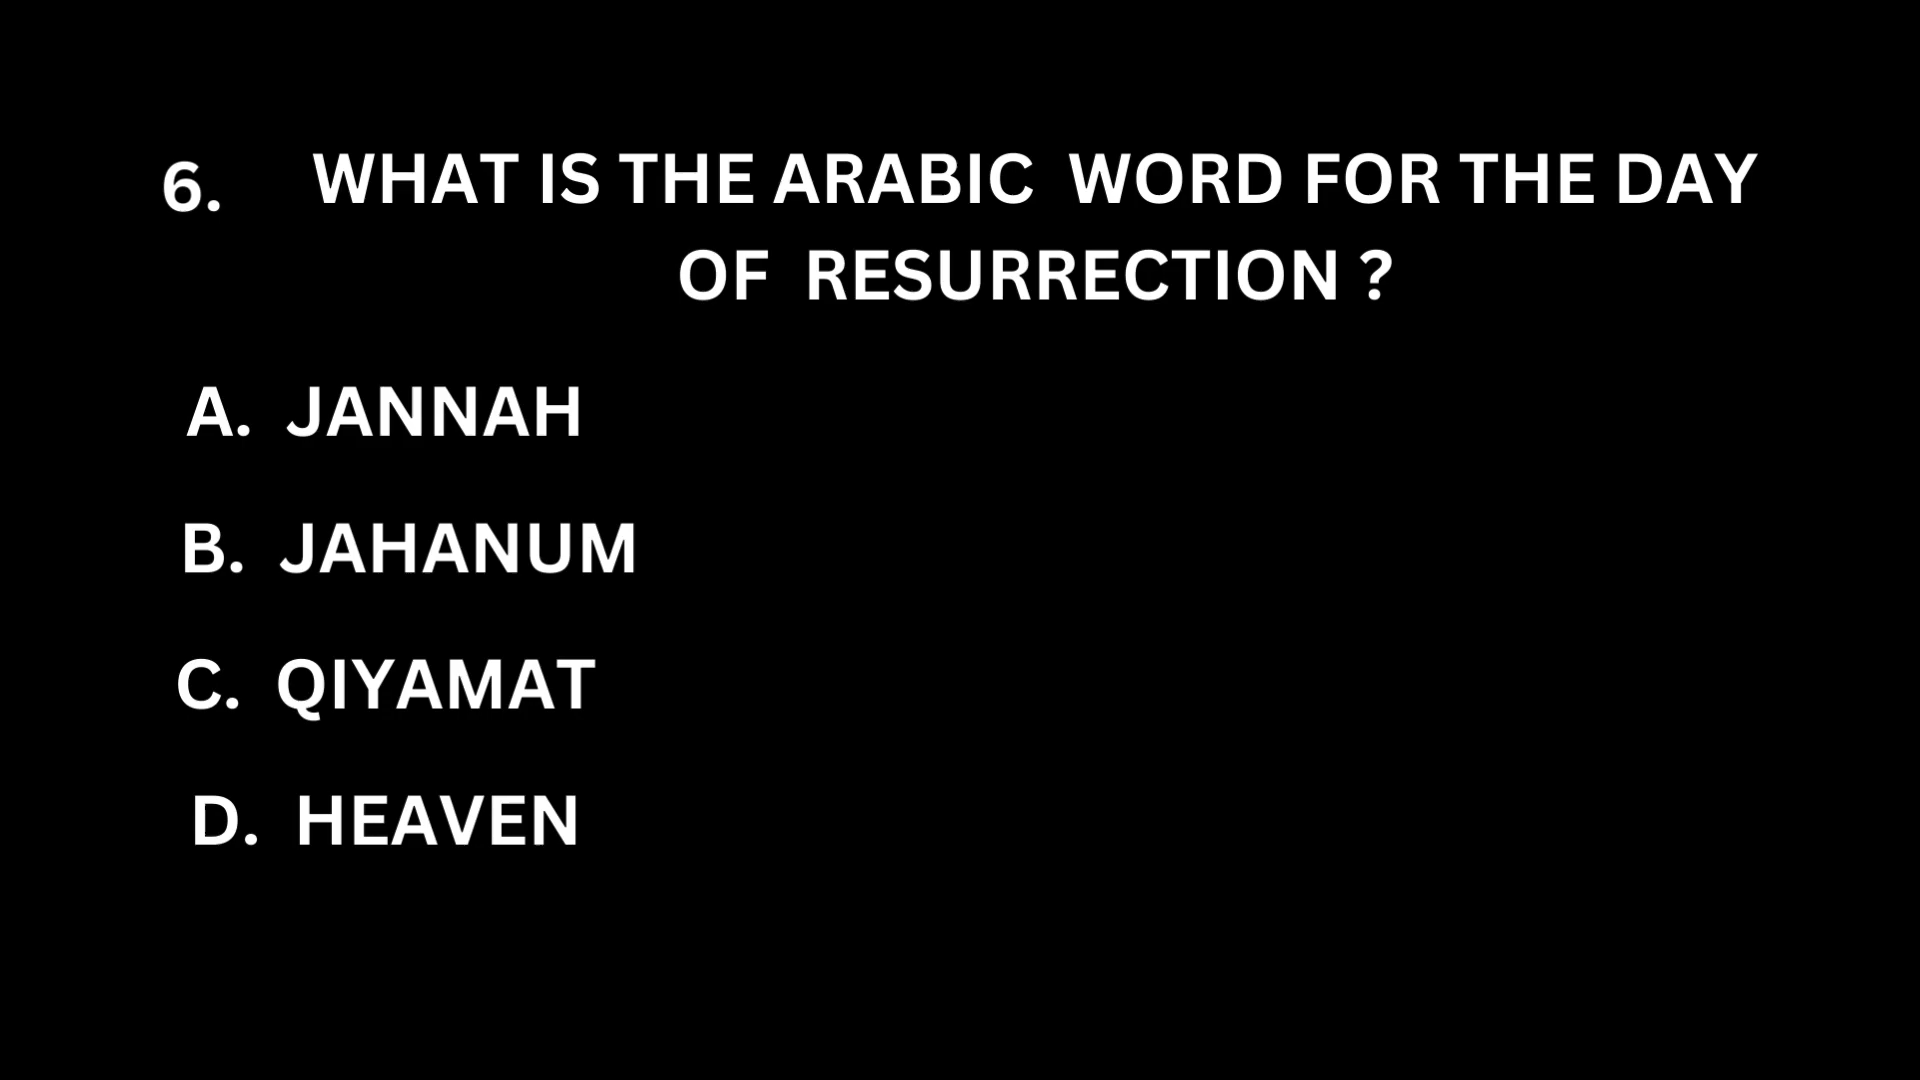 6. WHAT IS THE ARABIC WORD FOR THE DAY
OF RESURRECTION ?
A. JANNAH
B. JAHANUM
C. QIYAMAT
D. HEAVEN